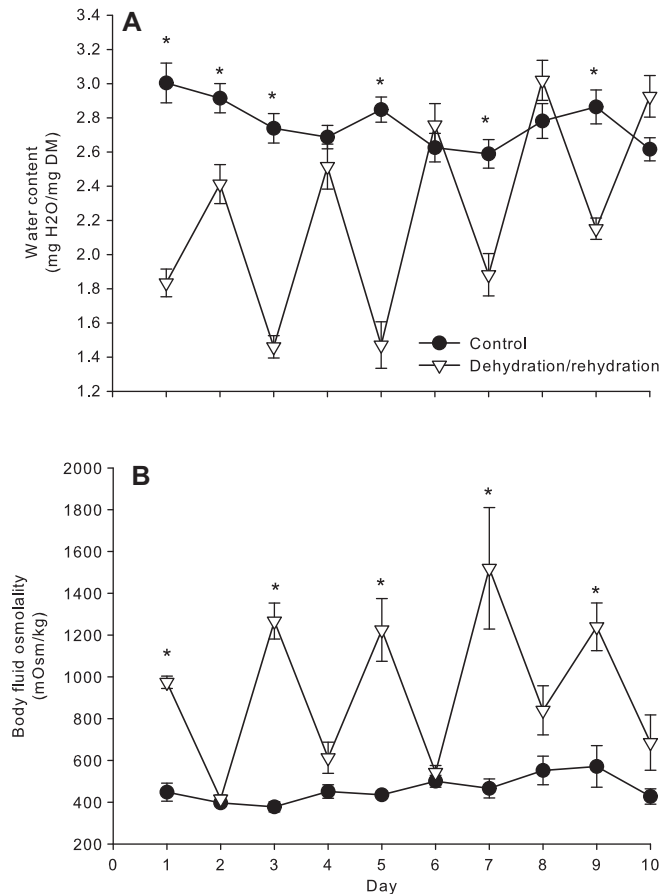 A
3.4
3.2
3.0
2.8
2.6
2.4
2.2
2.0
1.8
1.6
1.4
1.2
Water content
(mg H2O/mg DM)
* * * * * *
Control
Dehydration/rehydration
B
2000
1800
1600
1400
1200
1000
800
600
400
200
Body fluid osmolality
(mOsm/kg)
* * * * *
0 1 2 3 4 5 6 7 8 9 10
Day